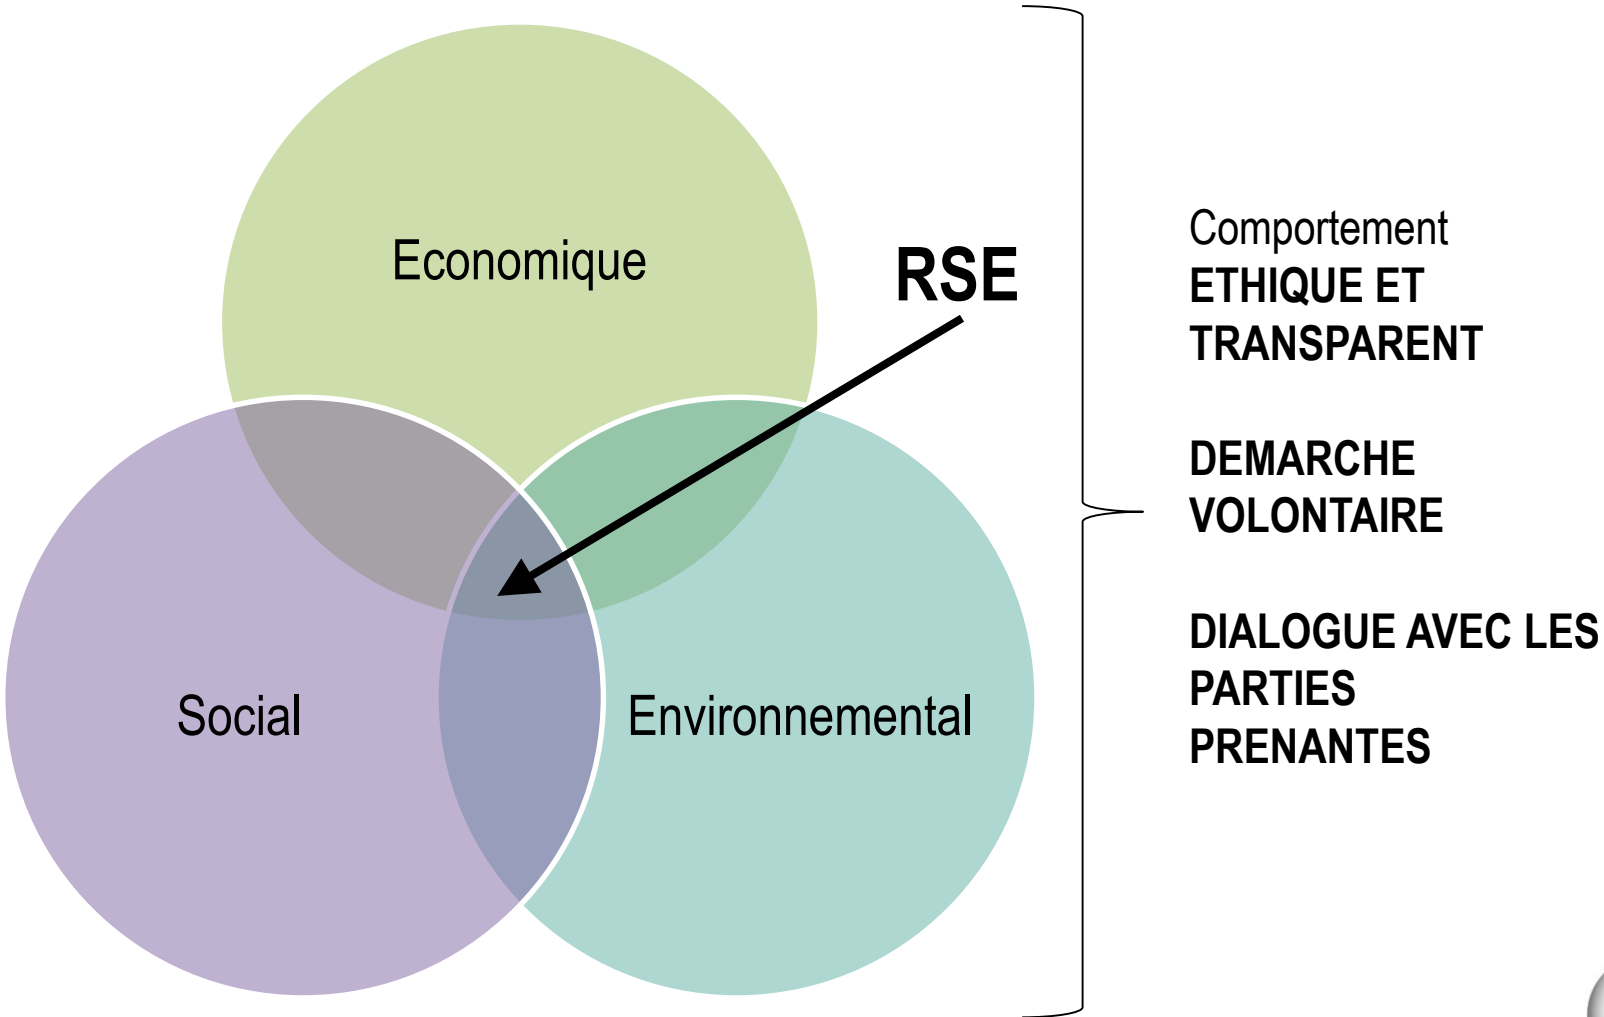 Economique
RSE
Social
Environnemental
Comportement
ETHIQUE ET
TRANSPARENT
DEMARCHE
VOLONTAIRE
DIALOGUE AVEC LES
PARTIES
PRENANTES